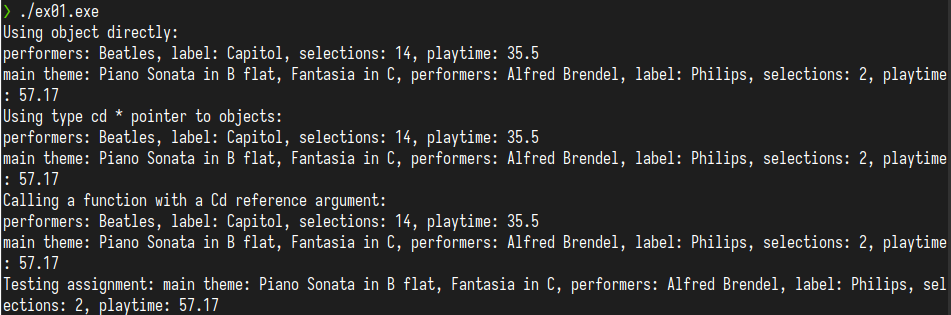 ❯ ./ex01.exe
Using object directly:
performers: Beatles, label: Capitol, selections: 14, playtime: 35.5
main theme: Piano Sonata in B flat, Fantasia in C, performers: Alfred Brendel, label: Philips, selections: 2, playtime
: 57.17
Using type cd * pointer to objects:
performers: Beatles, label: Capitol, selections: 14, playtime: 35.5
main theme: Piano Sonata in B flat, Fantasia in C, performers: Alfred Brendel, label: Philips, selections: 2, playtime
: 57.17
Calling a function with a Cd reference argument:
performers: Beatles, label: Capitol, selections: 14, playtime: 35.5
main theme: Piano Sonata in B flat, Fantasia in C, performers: Alfred Brendel, label: Philips, selections: 2, playtime
: 57.17
Testing assignment: main theme: Piano Sonata in B flat, Fantasia in C, performers: Alfred Brendel, label: Philips, sel
ections: 2, playtime: 57.17